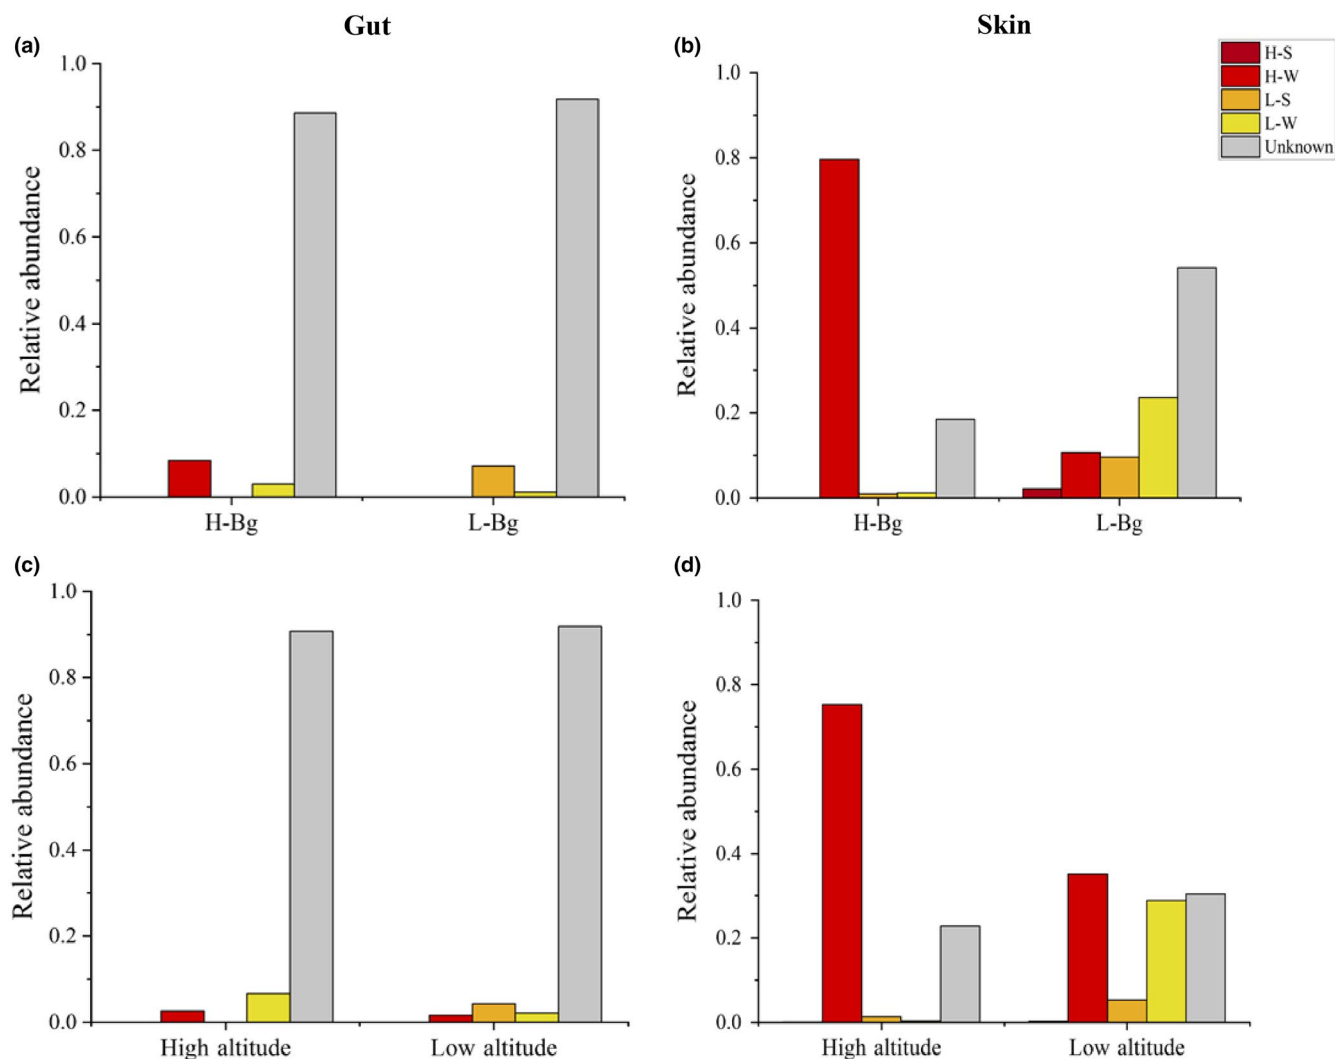 Gut
Skin
(a)
1.0
0.8
0.6
0.4
0.2
0.0
Relative abundance
H-Bg
L-Bg
(b)
1.0
0.8
0.6
0.4
0.2
0.0
Relative abundance
H-Bg
L-Bg
H-S
H-W
L-S
L-W
Unknown
(c)
1.0
0.8
0.6
0.4
0.2
0.0
Relative abundance
High altitude
Low altitude
(d)
1.0
0.8
0.6
0.4
0.2
0.0
Relative abundance
High altitude
Low altitude